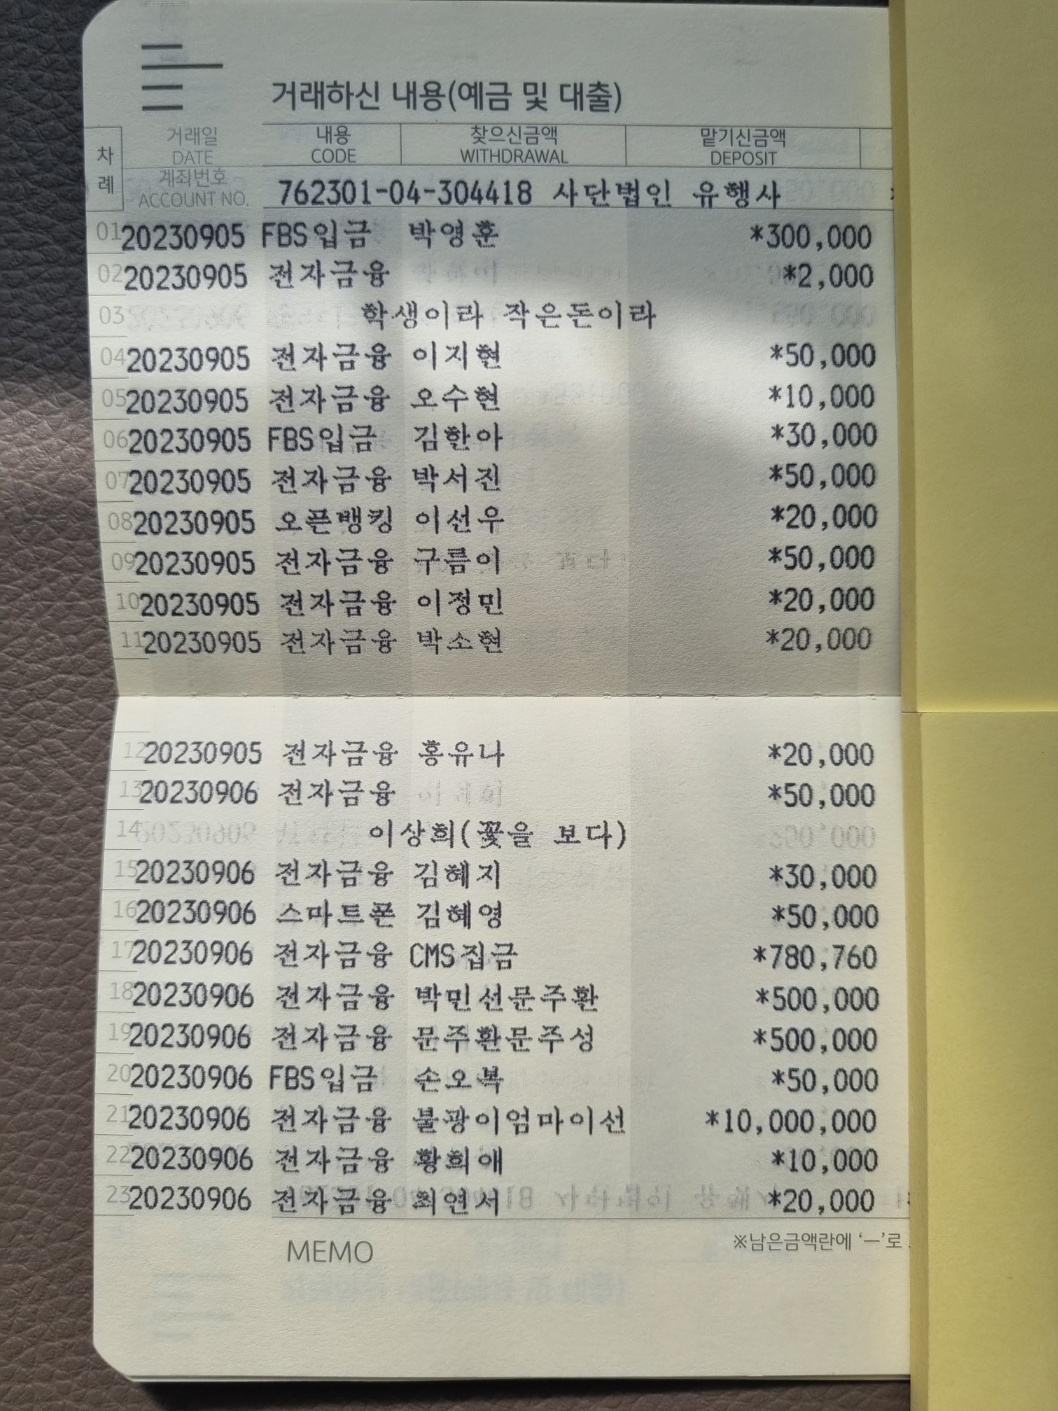 거래하신 내용(예금 및 대출)
차례 거래일 DATE 내용 CODE 찾으신금액 WITHDRAWAL 맡기신금액 DEPOSIT
계좌번호 ACCOUNT NO. 762301-04-304418 사단법인 유행사
01 20230905 FBS입금 박영훈 *300,000
02 20230905 전자금융 *2,000
03 학생이라 작은돈이라
04 20230905 전자금융 이지현 *50,000
05 20230905 전자금융 오수현 *10,000
06 20230905 FBS입금 김한아 *30,000
07 20230905 전자금융 박서진 *50,000
08 20230905 오픈뱅킹 이선우 *20,000
09 20230905 전자금융 구름이 *50,000
10 20230905 전자금융 이정민 *20,000
11 20230905 전자금융 박소현 *20,000
12 20230905 전자금융 홍유나 *20,000
13 20230906 전자금융 *50,000
14 이상희(꽃을 보다)
15 20230906 전자금융 김혜지 *30,000
16 20230906 스마트폰 김혜영 *50,000
17 20230906 전자금융 CMS집금 *780,760
18 20230906 전자금융 박민선문주환 *500,000
19 20230906 전자금융 문주환문주성 *500,000
20 20230906 FBS입금 손오복 *50,000
21 20230906 전자금융 불광이엄마이선 *10,000,000
22 20230906 전자금융 황희애 *10,000
23 20230906 전자금융 최연서 *20,000
MEMO ※남은금액란에 ‘ㅡ’로